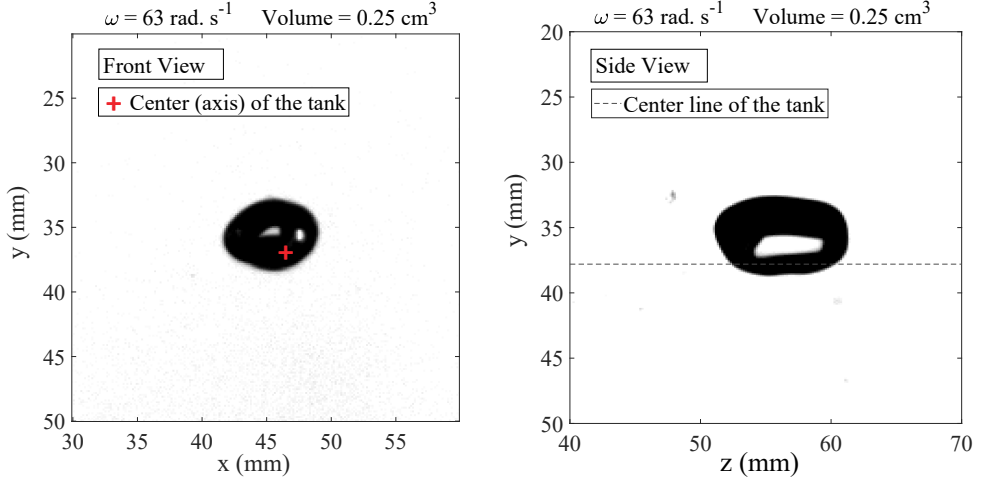 ω = 63 rad. s⁻¹ Volume = 0.25 cm³
Front View
Center (axis) of the tank
25
30
35
40
45
50
30 35 40 45 50 55
x (mm)
y (mm)
ω = 63 rad. s⁻¹ Volume = 0.25 cm³
Side View
Center line of the tank
20
25
30
35
40
45
50
40 50 60 70
z (mm)
y (mm)